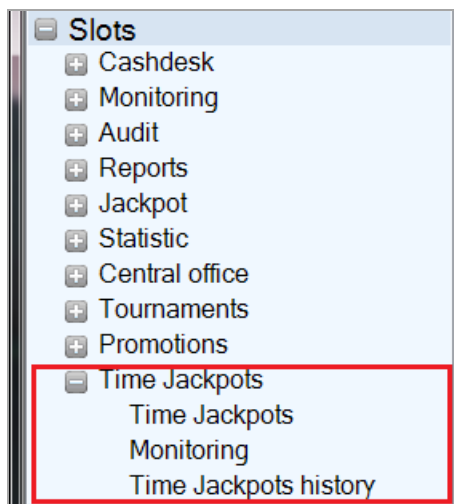 Slots
Cashdesk
Monitoring
Audit
Reports
Jackpot
Statistic
Central office
Tournaments
Promotions
Time Jackpots
Time Jackpots
Monitoring
Time Jackpots history